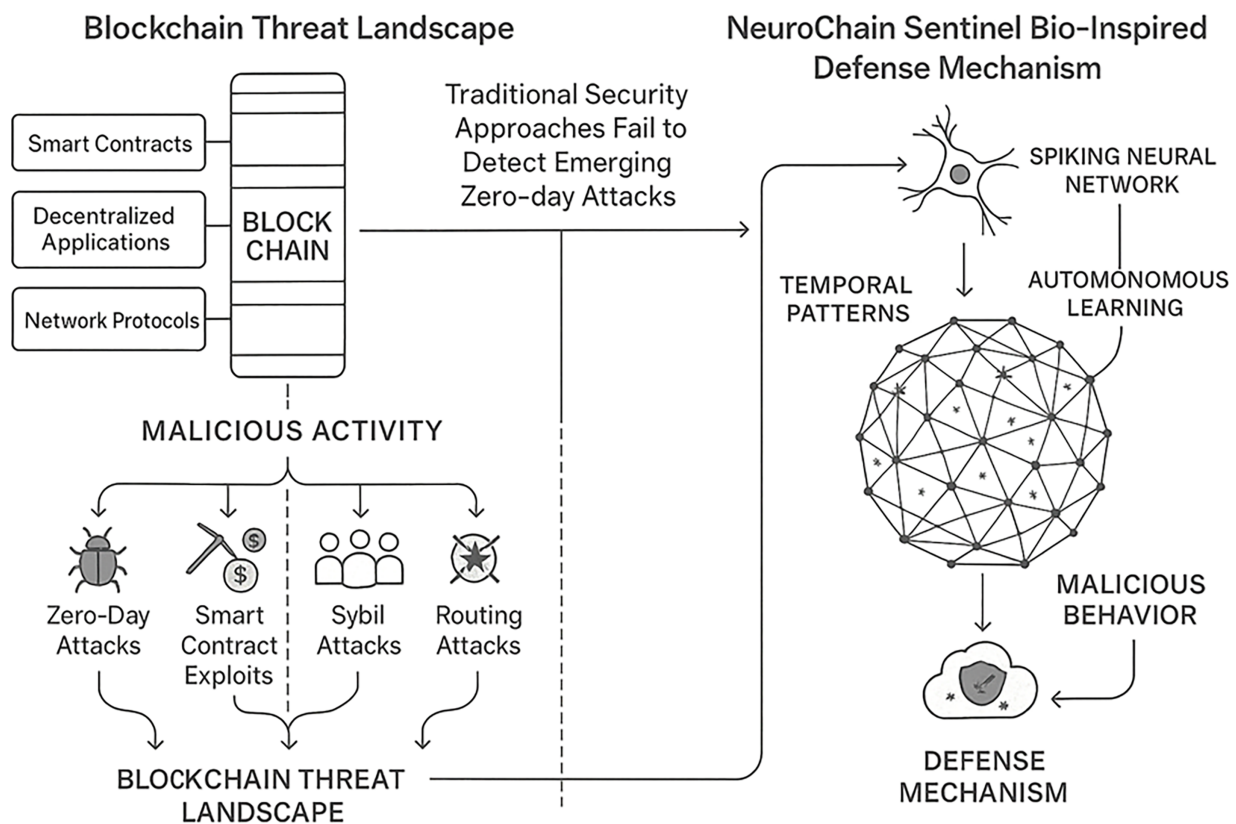 Blockchain Threat Landscape
Smart Contracts
Decentralized
Applications
Network Protocols
BLOCK
CHAIN
Traditional Security
Approaches Fail to
Detect Emerging
Zero-day Attacks
MALICIOUS ACTIVITY
Zero-Day
Attacks
$
$
Smart
Contract
Exploits
Sybil
Attacks
Routing
Attacks
BLOCKCHAIN THREAT
LANDSCAPE
NeuroChain Sentinel Bio-Inspired
Defense Mechanism
SPIKING NEURAL
NETWORK
TEMPORAL
PATTERNS
AUTOMONOMOUS
LEARNING
MALICIOUS
BEHAVIOR
DEFENSE
MECHANISM